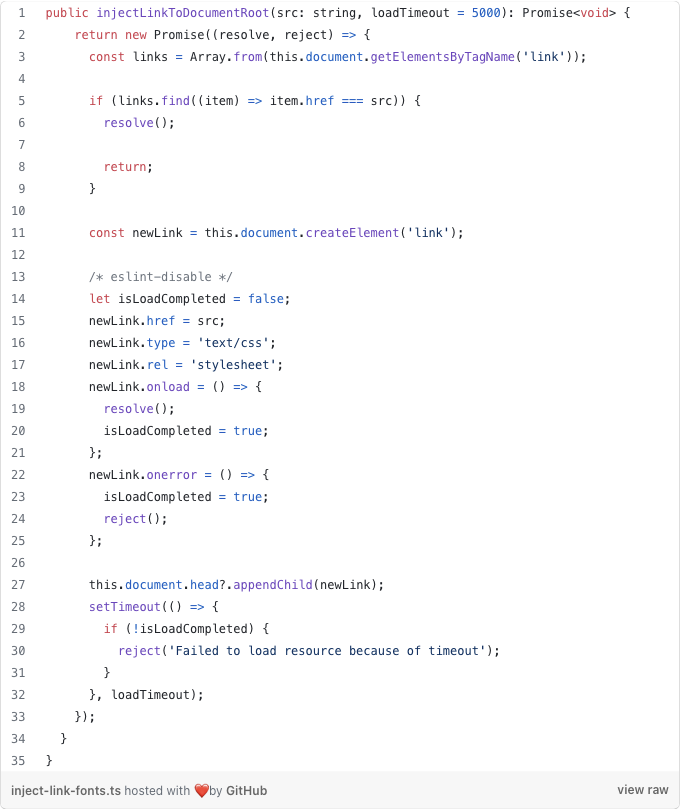 1 public injectLinkToDocumentRoot(src: string, loadTimeout = 5000): Promise<void> {
2 return new Promise((resolve, reject) => {
3 const links = Array.from(this.document.getElementsByTagName('link'));
4
5 if (links.find((item) => item.href === src)) {
6 resolve();
7
8 return;
9 }
10
11 const newLink = this.document.createElement('link');
12
13 /* eslint-disable */
14 let isLoadCompleted = false;
15 newLink.href = src;
16 newLink.type = 'text/css';
17 newLink.rel = 'stylesheet';
18 newLink.onload = () => {
19 resolve();
20 isLoadCompleted = true;
21 };
22 newLink.onerror = () => {
23 isLoadCompleted = true;
24 reject();
25 };
26
27 this.document.head?.appendChild(newLink);
28 setTimeout(() => {
29 if (!isLoadCompleted) {
30 reject('Failed to load resource because of timeout');
31 }
32 }, loadTimeout);
33 });
34 }
35 }
inject-link-fonts.ts hosted with ❤️by GitHub view raw